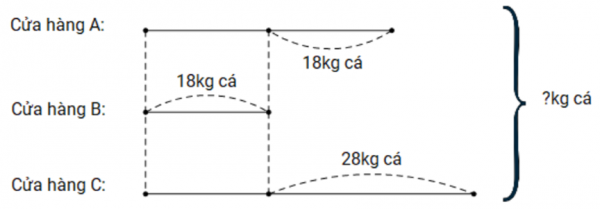 Cửa hàng A:
18kg cá
18kg cá
Cửa hàng B:
?kg cá
28kg cá
Cửa hàng C: